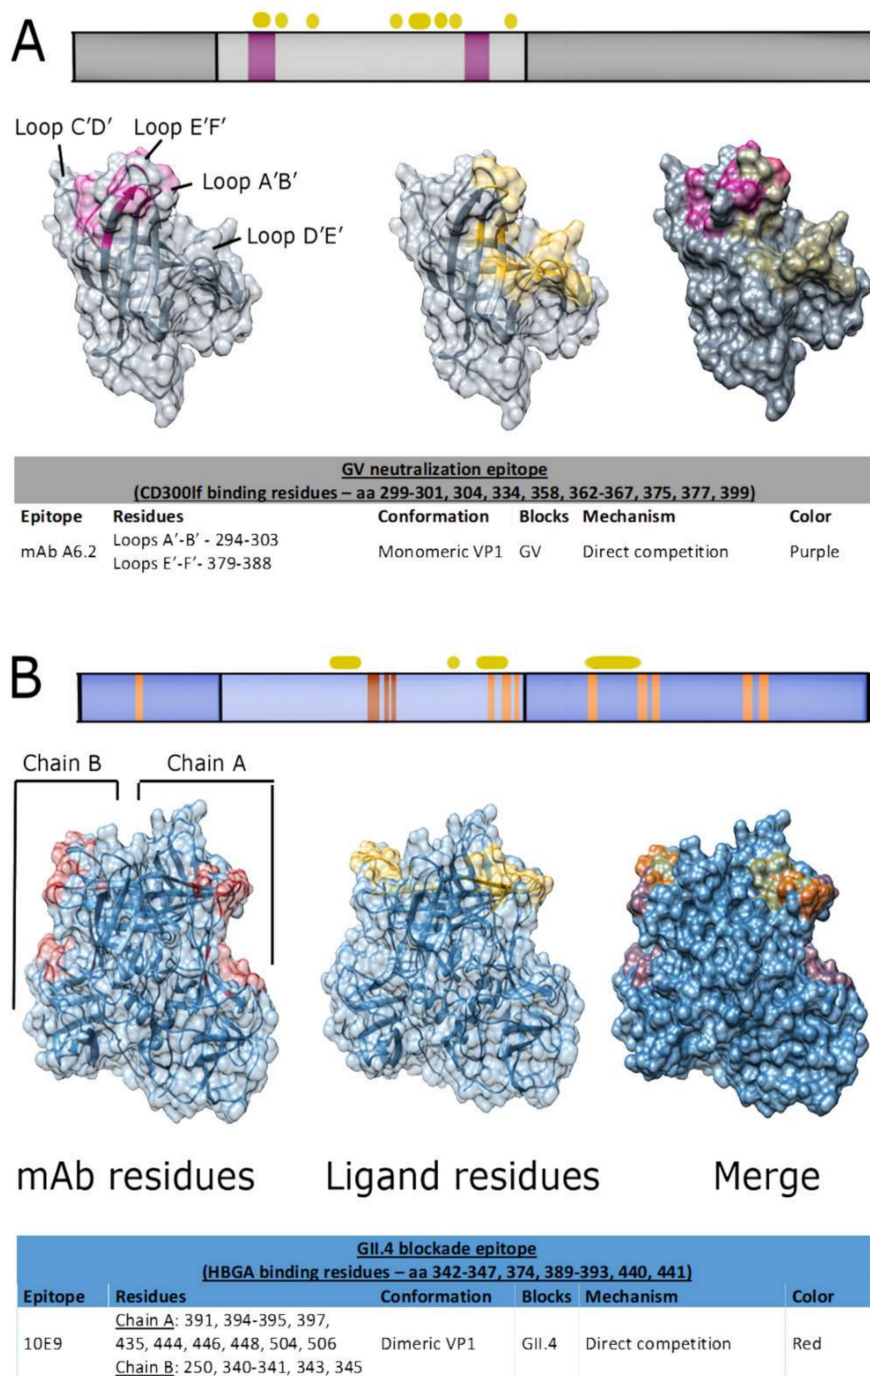 A
Loop C'D'
Loop E'F'
Loop A'B'
Loop D'E'
GV neutralization epitope
(CD300lf binding residues – aa 299-301, 304, 334, 358, 362-367, 375, 377, 399)
Epitope Residues Conformation Blocks Mechanism Color
mAb A6.2 Loops A'-B' - 294-303 Monomeric VP1 GV Direct competition Purple
Loops E'-F'- 379-388
B
Chain B Chain A
mAb residues Ligand residues Merge
GII.4 blockade epitope
(HBGA binding residues – aa 342-347, 374, 389-393, 440, 441)
Epitope Residues Conformation Blocks Mechanism Color
Chain A: 391, 394-395, 397,
10E9 435, 444, 446, 448, 504, 506 Dimeric VP1 GII.4 Direct competition Red
Chain B: 250, 340-341, 343, 345